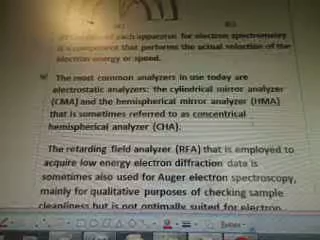 each apparatus for electron spectrometry
is a component that performs the actual selection of the
electron energy or speed.
The most common analyzers in use today are
electrostatic analyzers: the cylindrical mirror analyzer
(CMA) and the hemispherical mirror analyzer (HMA)
that is sometimes referred to as concentrical
hemispherical analyzer (CHA).
The retarding field analyzer (RFA) that is employed to
acquire low energy electron diffraction data is
sometimes also used for Auger electron spectroscopy,
mainly for qualitative purposes of checking sample
cleanliness but is not optimally suited for electron